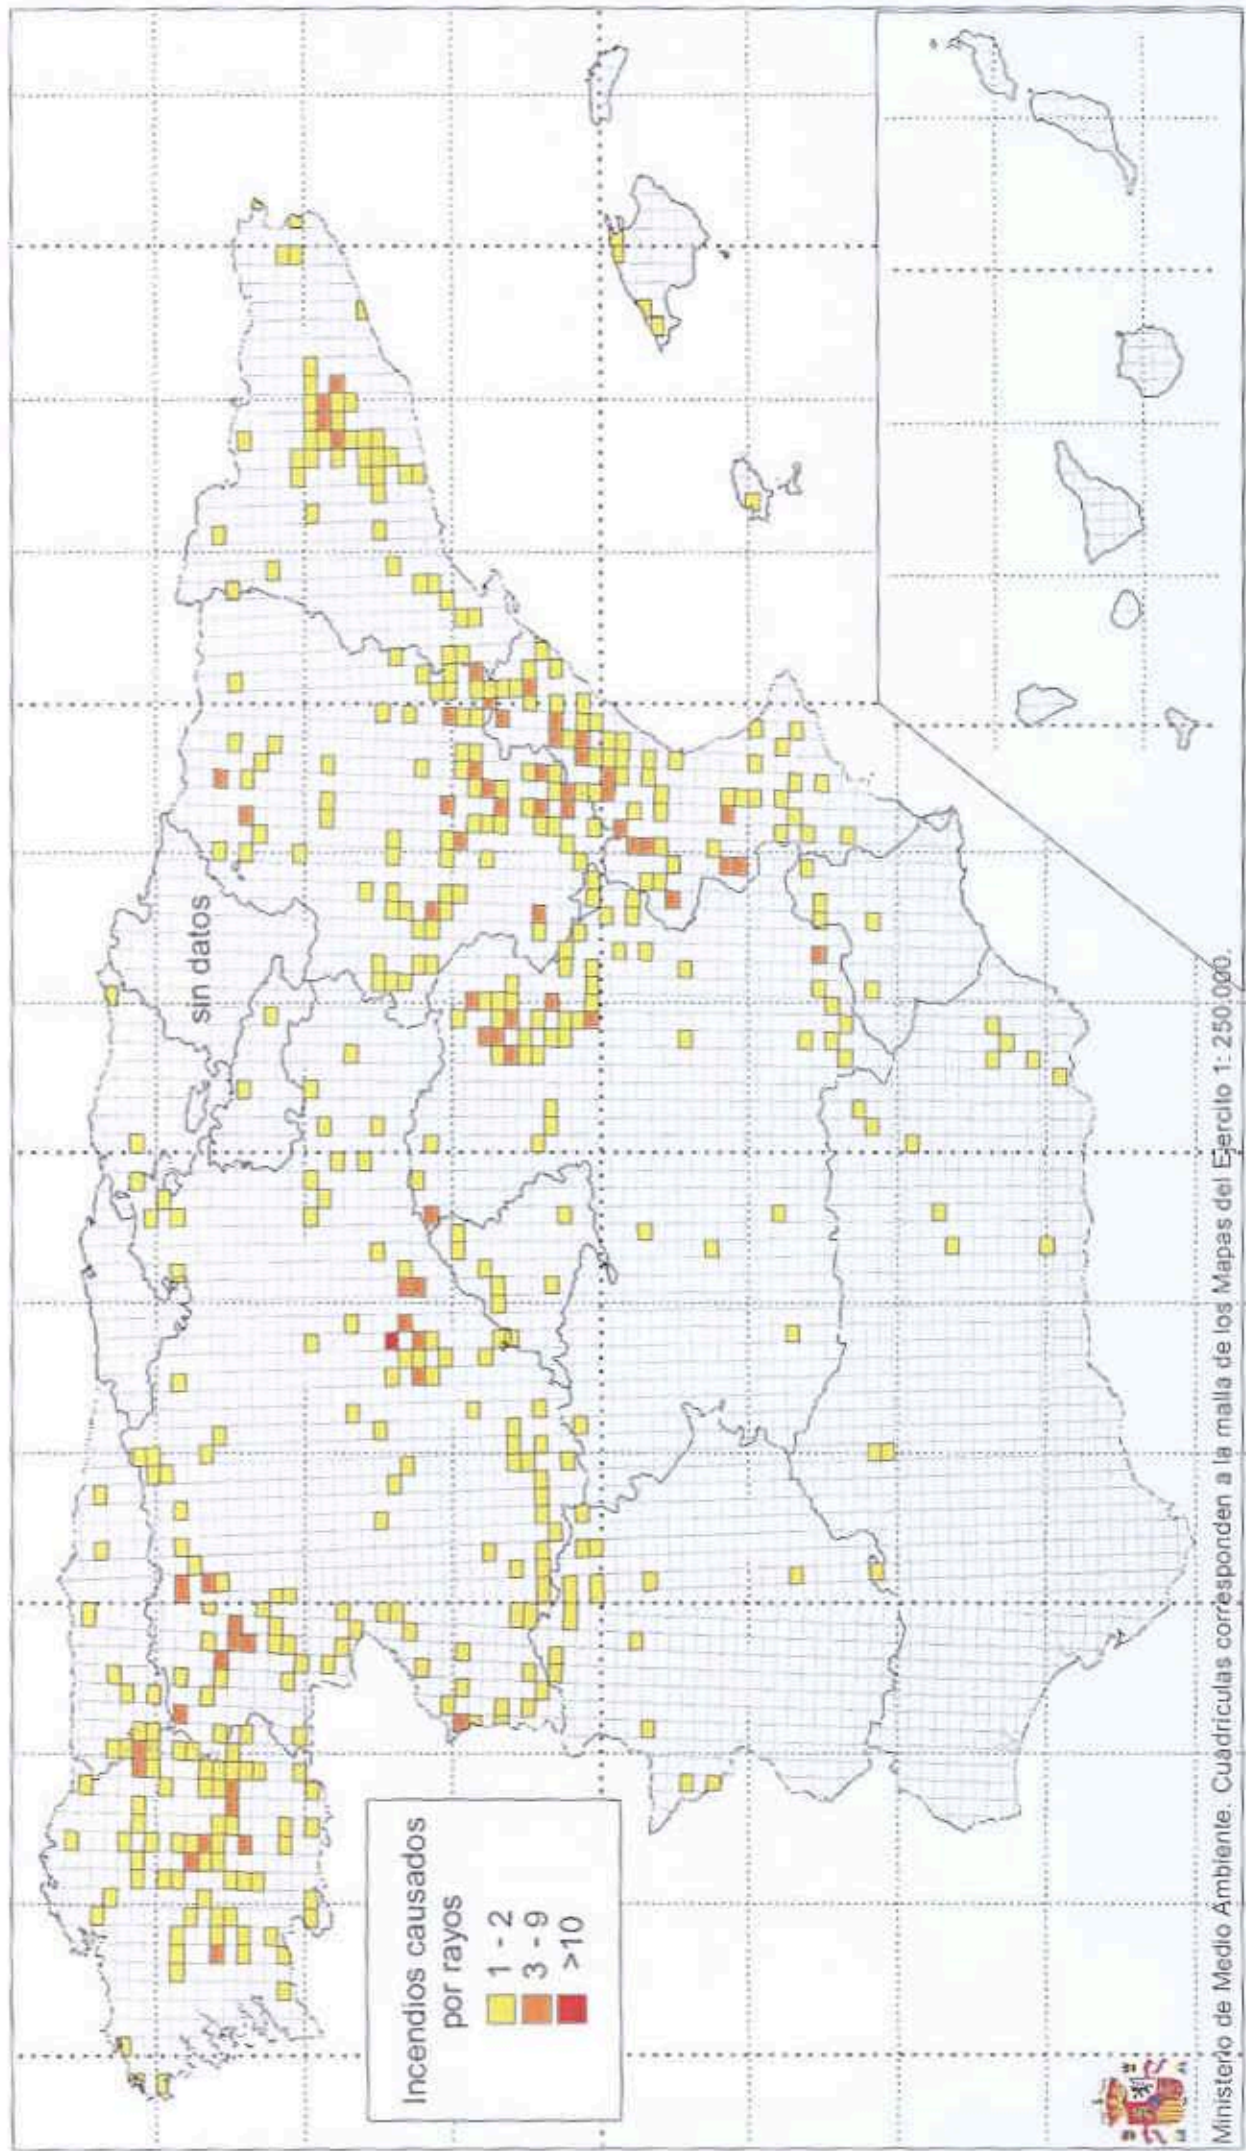 sin datos
Incendios causados
por rayos
1 - 2
3 - 9
>10
Ministerio de Medio Ambiente. Cuadrículas corresponden a la malla de los Mapas del Ejercito 1: 250.000.